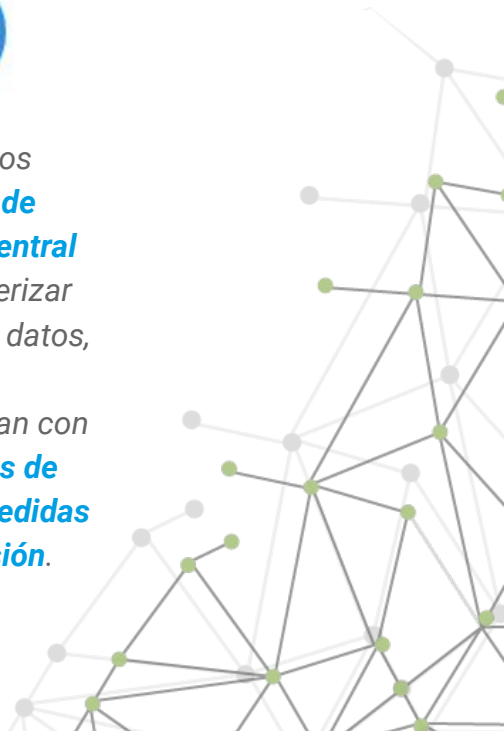 os
de
entral
erizar
datos,
an con
s de
edidas
ión.